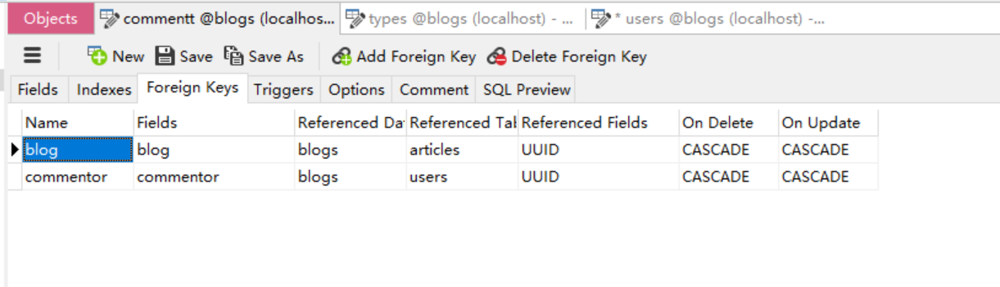 Objects commentt @blogs (localhos... types @blogs (localhost) - ... * users @blogs (localhost) -...
New Save Save As Add Foreign Key Delete Foreign Key
Fields Indexes Foreign Keys Triggers Options Comment SQL Preview
Name Fields Referenced Da Referenced Tal Referenced Fields On Delete On Update
blog blog blogs articles UUID CASCADE CASCADE
commentor commentor blogs users UUID CASCADE CASCADE